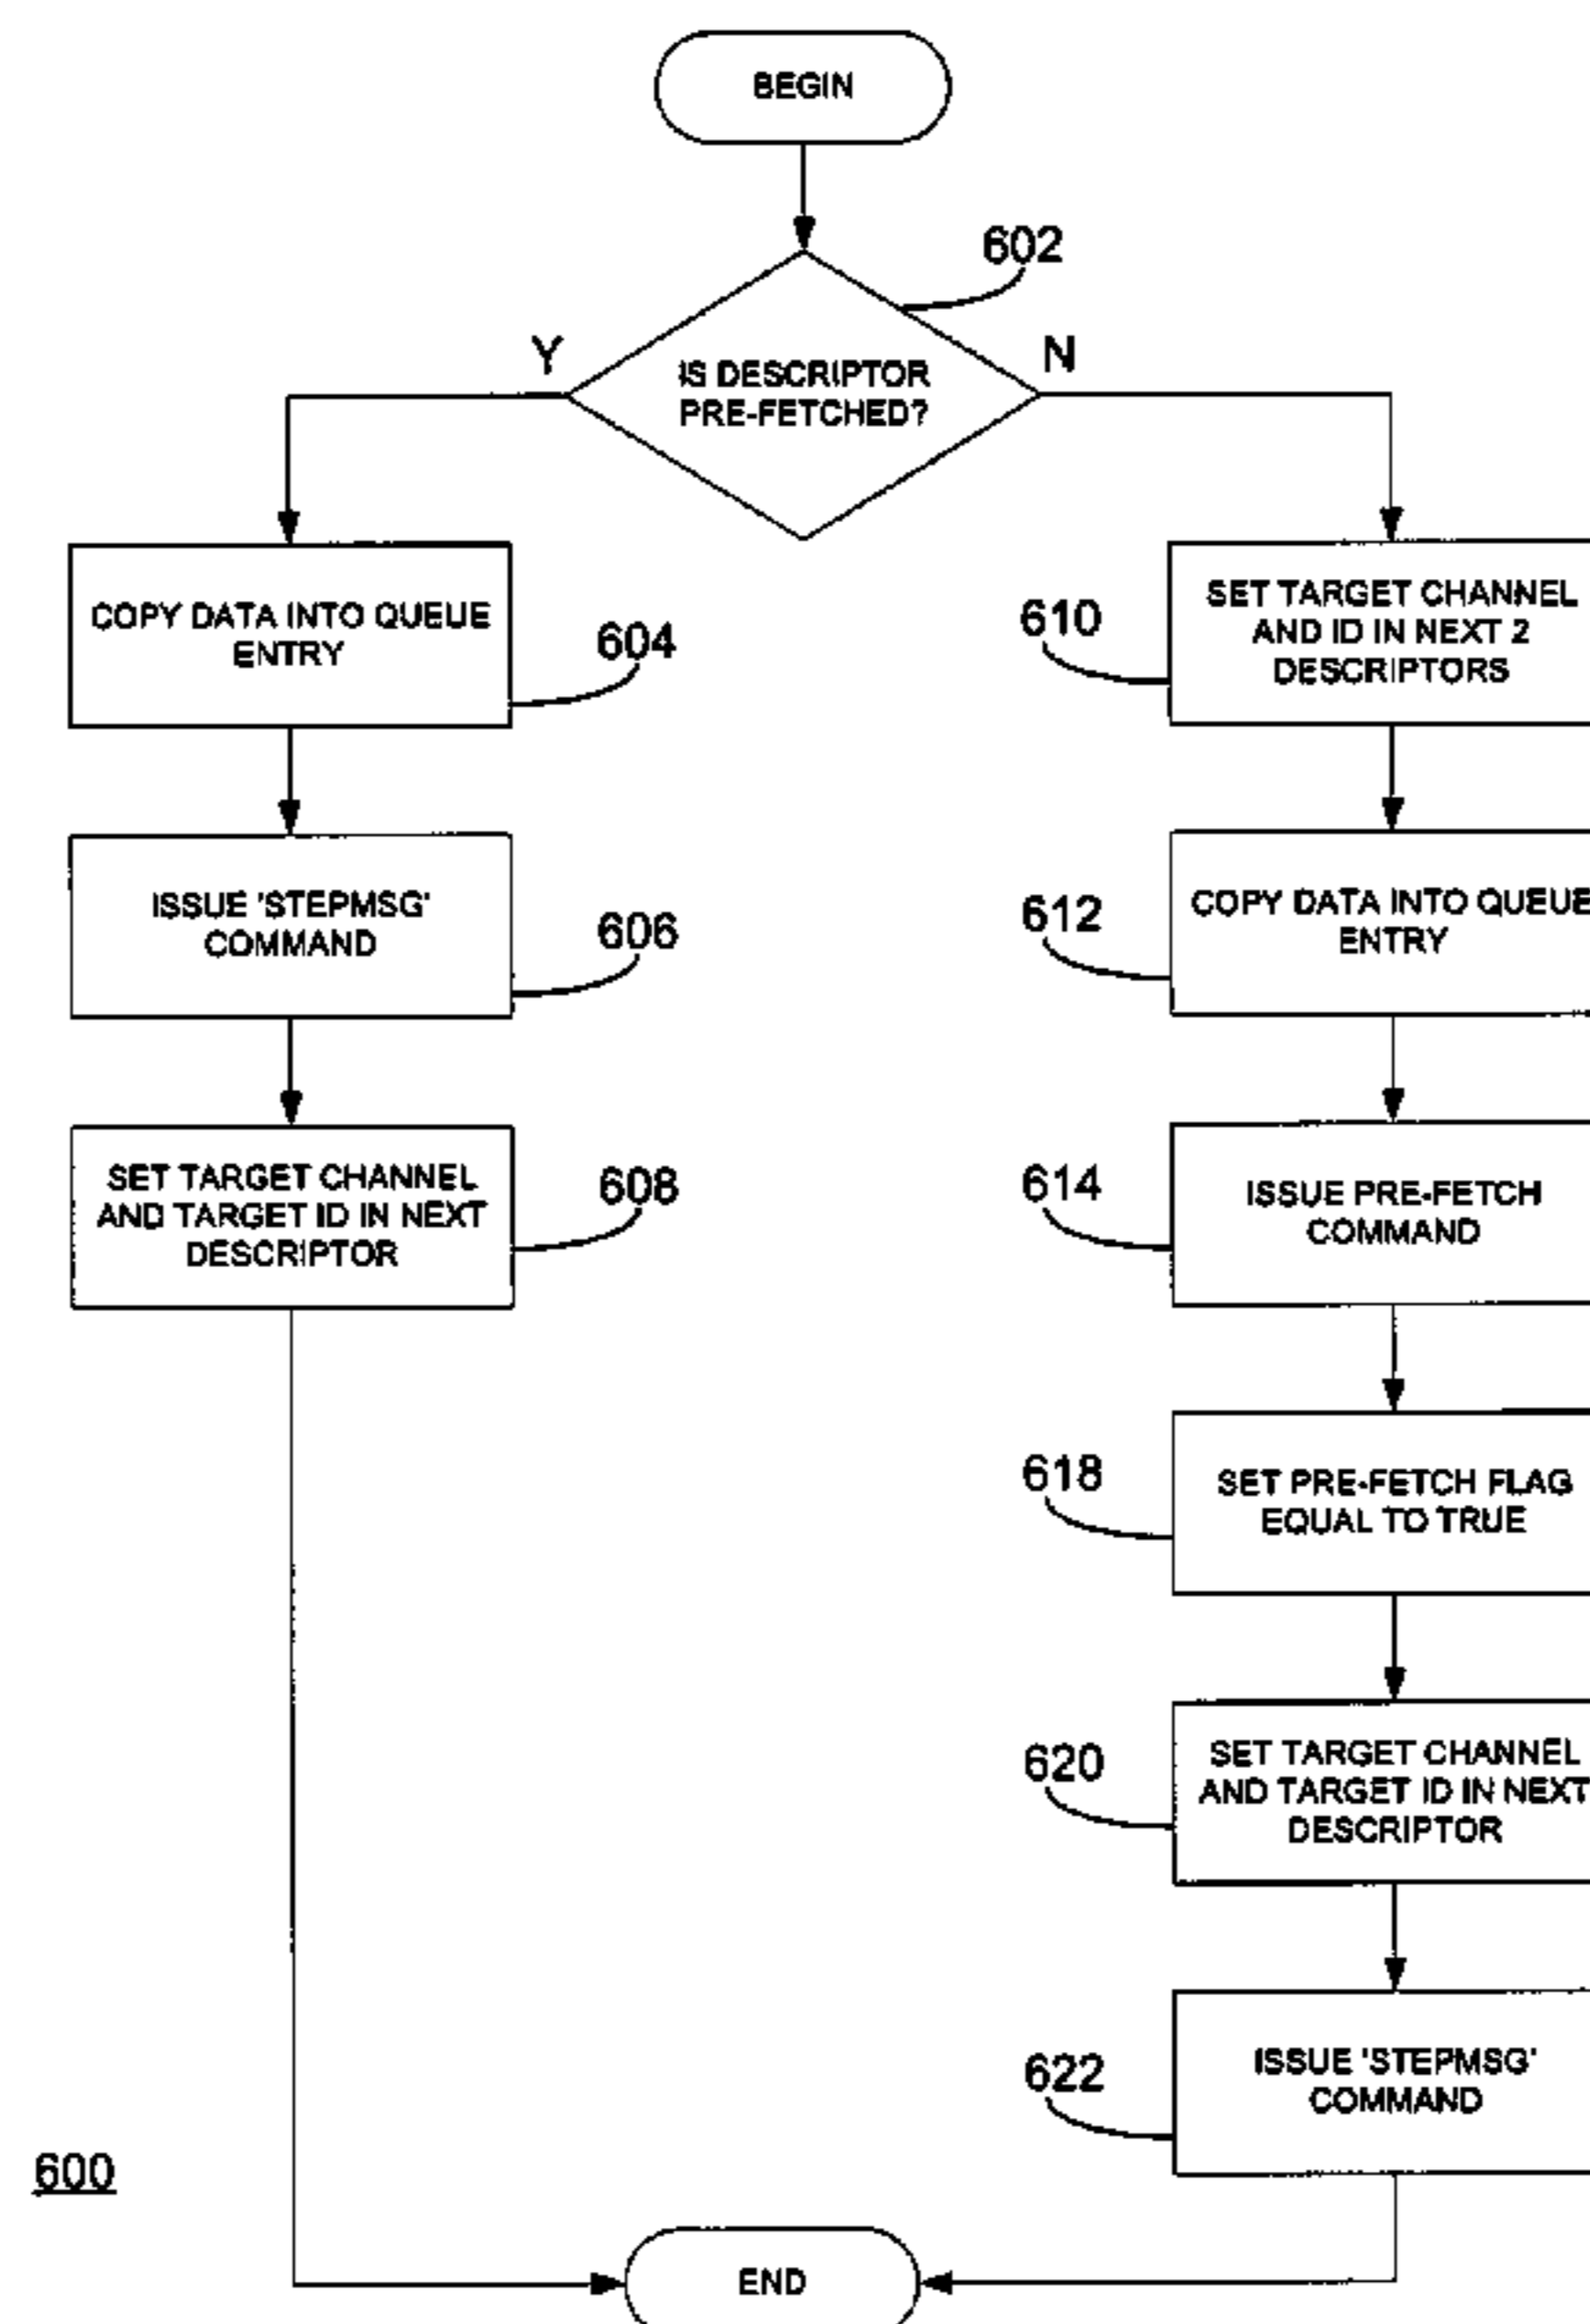 BEGIN
602
Y
N
IS DESCRIPTOR
PRE-FETCHED?
COPY DATA INTO QUEUE
ENTRY
604
ISSUE 'STEPMSG'
COMMAND
606
SET TARGET CHANNEL
AND TARGET ID IN NEXT
DESCRIPTOR
608
610
SET TARGET CHANNEL
AND ID IN NEXT 2
DESCRIPTORS
612
COPY DATA INTO QUEUE
ENTRY
614
ISSUE PRE-FETCH
COMMAND
618
SET PRE-FETCH FLAG
EQUAL TO TRUE
620
SET TARGET CHANNEL
AND TARGET ID IN NEXT
DESCRIPTOR
622
ISSUE 'STEPMSG'
COMMAND
600
END